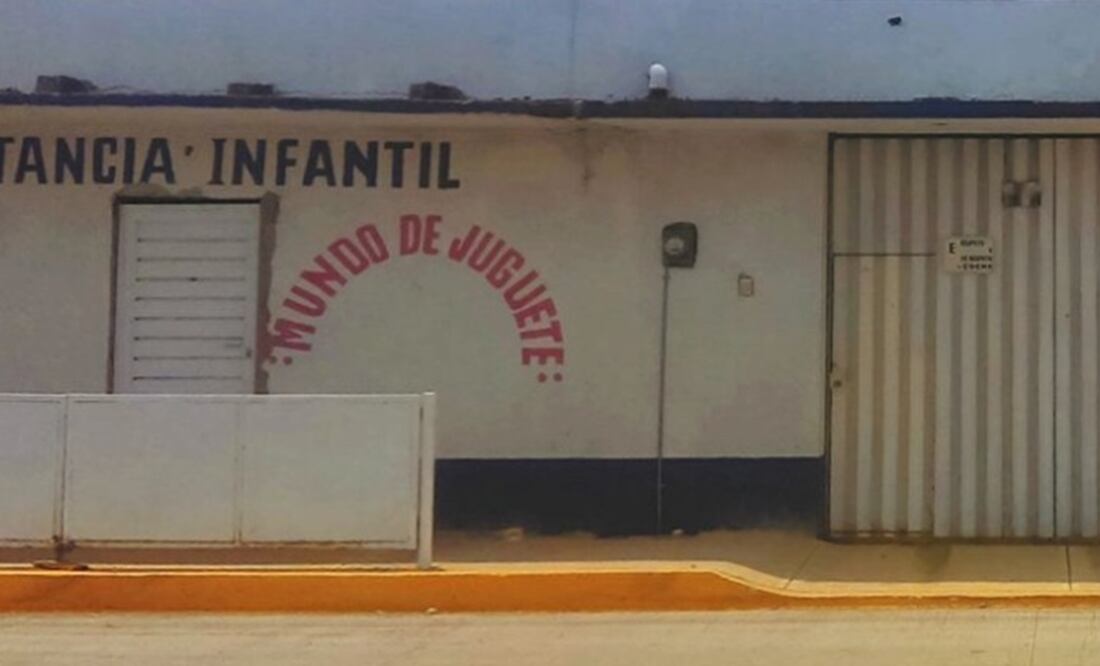 TANCIA' INFANTIL
:MUNDO DE JUGUETE:
E